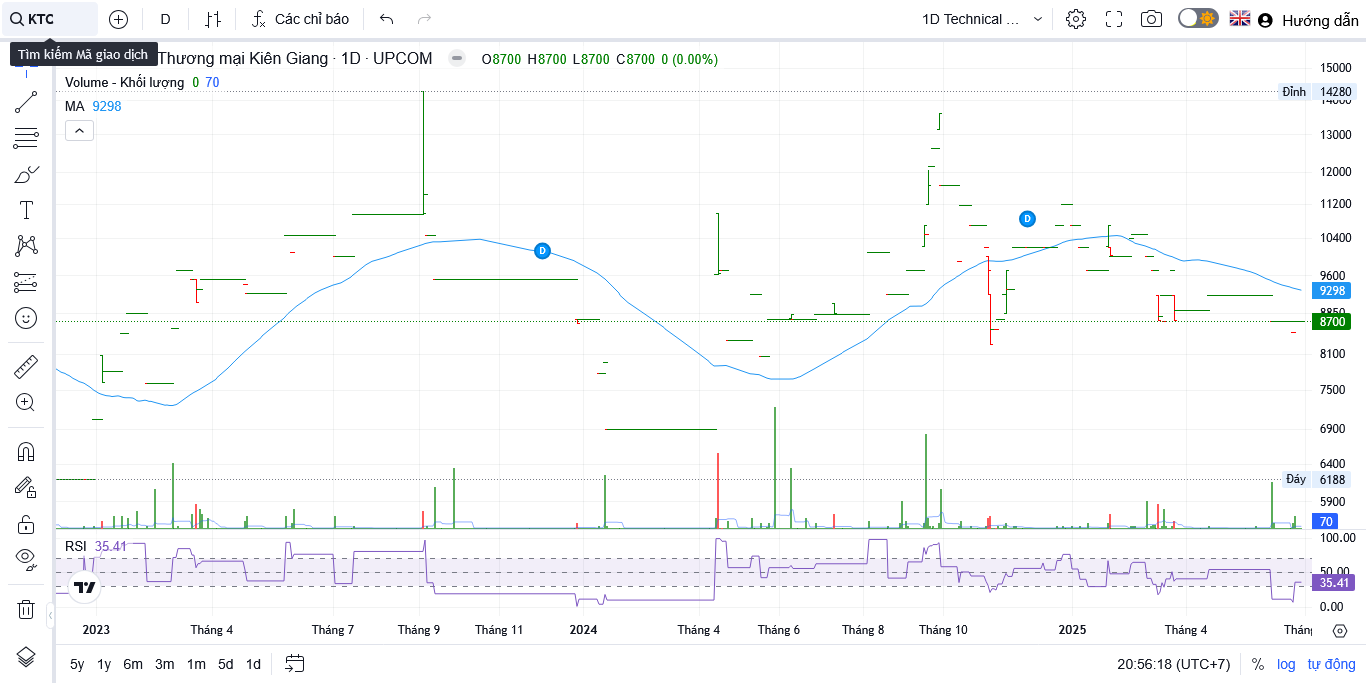 KTC D Các chỉ báo 1D Technical ... Hướng dẫn
Tìm kiếm Mã giao dịch
Thương mại Kiên Giang · 1D · UPCOM O8700 H8700 L8700 C8700 0 (0.00%)
Volume - Khối lượng 0 70
MA 9298
15000
Đỉnh 14280
14000
13000
12000
11200
10400
D
D
9600
9298
8850
8700
8100
7500
6900
6400
Đáy 6188
5900
70
RSI 35.41
100.00
50.00
35.41
0.00
2023 Tháng 4 Tháng 7 Tháng 9 Tháng 11 2024 Tháng 4 Tháng 6 Tháng 8 Tháng 10 2025 Tháng 4 Tháng
5y 1y 6m 3m 1m 5d 1d 20:56:18 (UTC+7) % log tự động